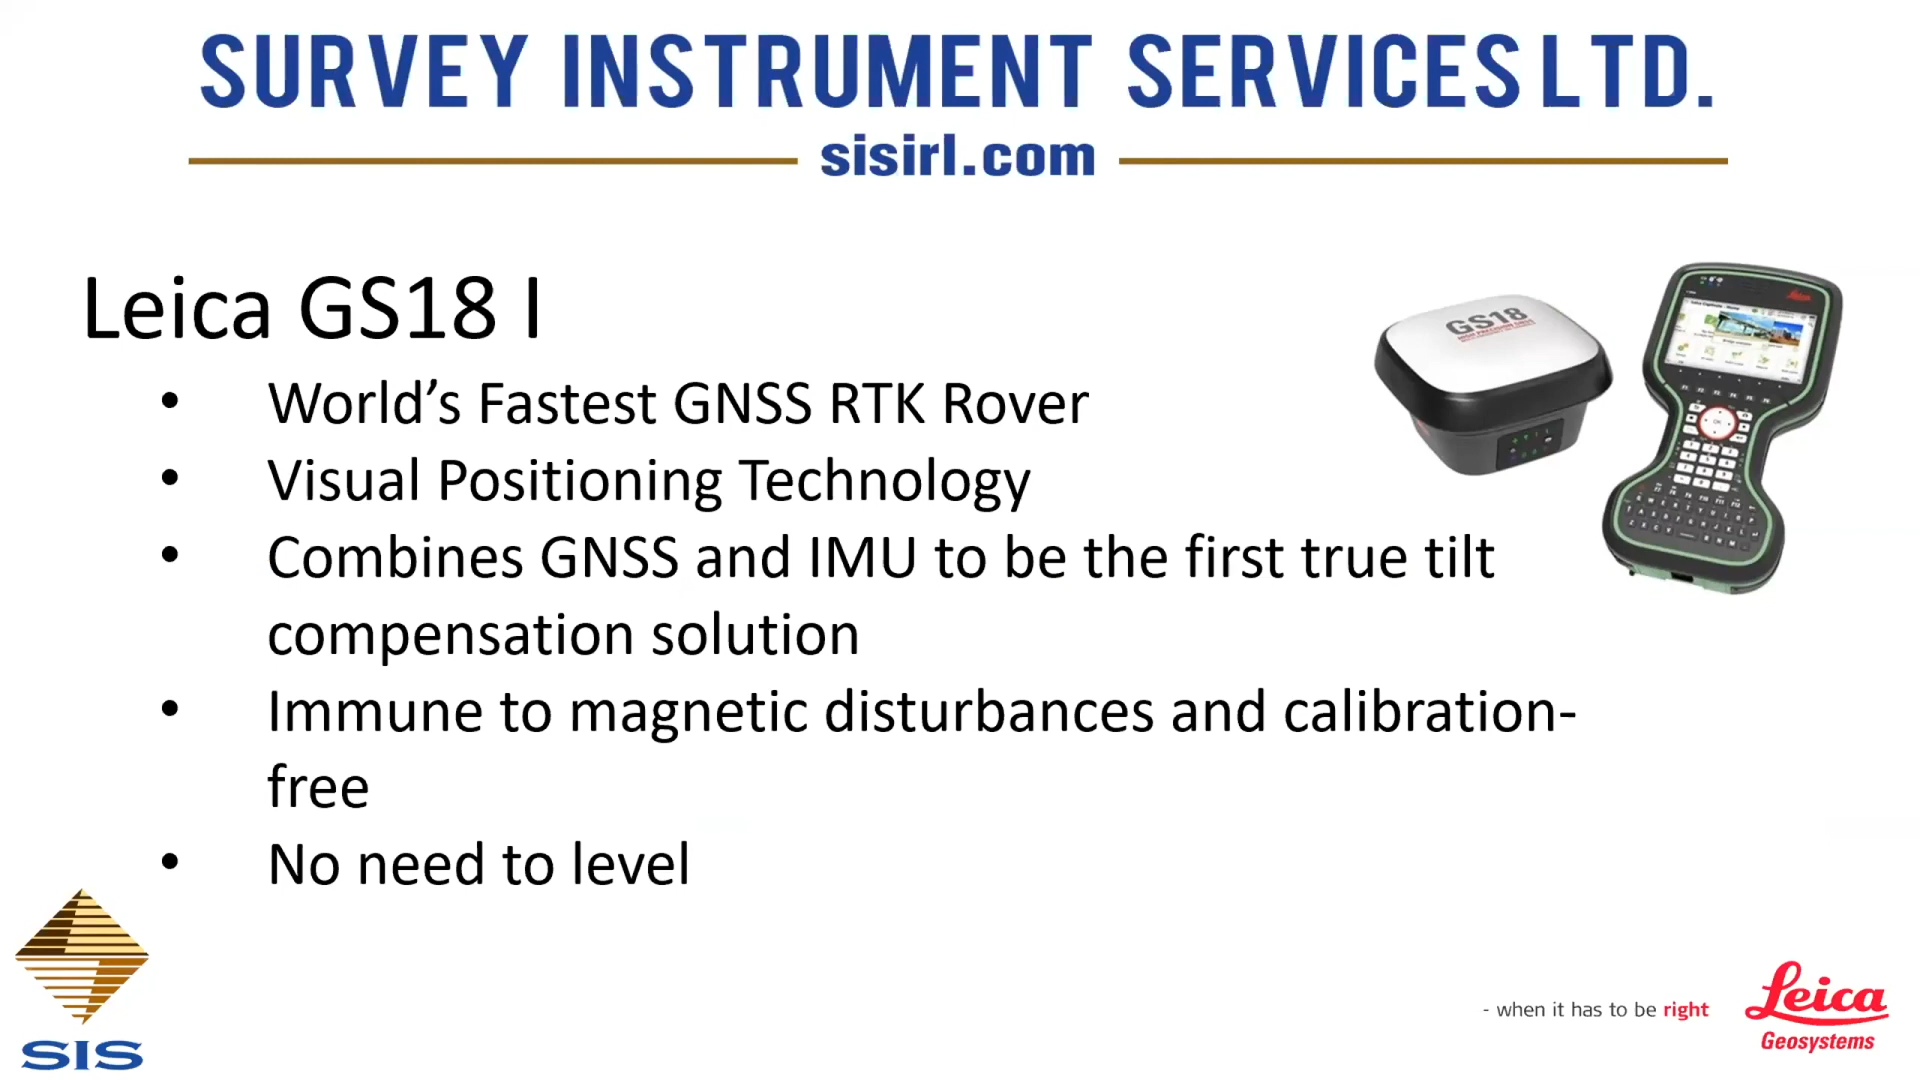 SURVEY INSTRUMENT SERVICES LTD.
sisirl.com
Leica GS18 I
• World’s Fastest GNSS RTK Rover
• Visual Positioning Technology
• Combines GNSS and IMU to be the first true tilt
compensation solution
• Immune to magnetic disturbances and calibration-
free
• No need to level
GS18
Leica
SIS
- when it has to be right
Leica
Geosystems